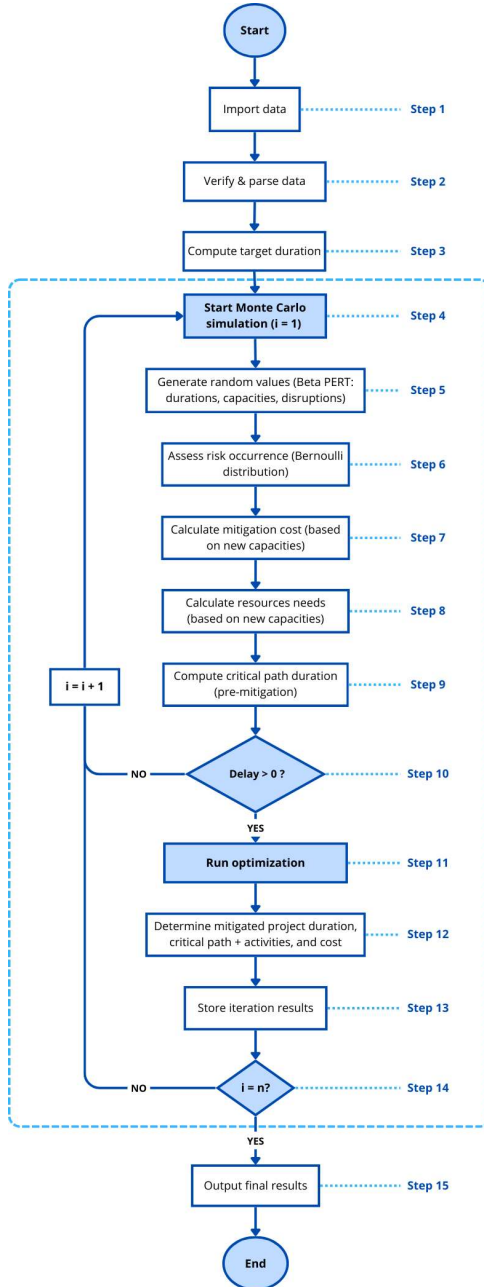 Start
Import data
Step 1
Verify & parse data
Step 2
Compute target duration
Step 3
Start Monte Carlo
simulation (i = 1)
Step 4
Generate random values (Beta PERT:
durations, capacities, disruptions)
Step 5
Assess risk occurrence (Bernoulli
distribution)
Step 6
Calculate mitigation cost (based
on new capacities)
Step 7
Calculate resources needs
(based on new capacities)
Step 8
Compute critical path duration
(pre-mitigation)
Step 9
i = i + 1
Delay > 0 ?
Step 10
NO
YES
Run optimization
Step 11
Determine mitigated project duration,
critical path + activities, and cost
Step 12
Store iteration results
Step 13
i = n?
Step 14
NO
YES
Output final results
Step 15
End